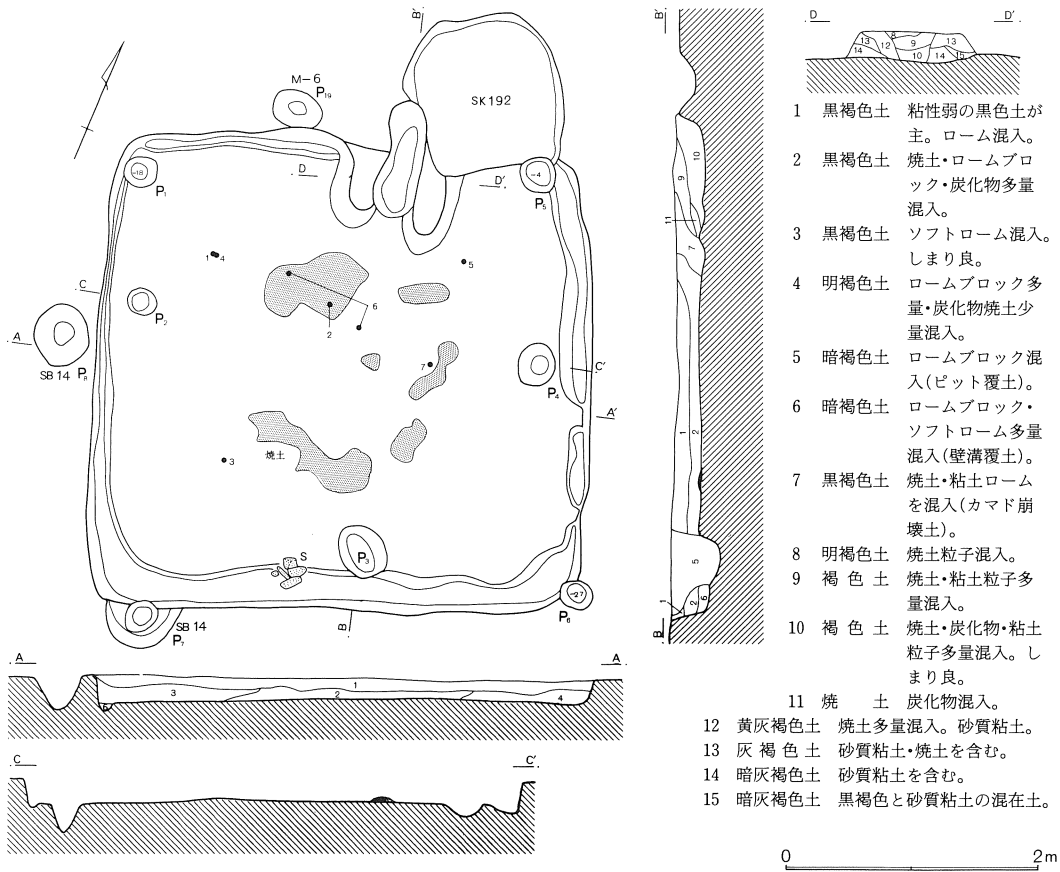 B'
M-6
P19
SK192
D
D'
-18
P1
-4
P5
1
4
5
6
2
C
P2
A
SB14
P8
7
C'
P4
A'
焼土
3
S
P3
-27
P6
SB14
P7
B
A
A
1
3
2
4
6
C
C'
B'
10
9
11
7
1
2
5
1
2
6
B
D
D'
8
13
12
9
13
14
10
14
15
1 黒褐色土 粘性弱の黒色土が
主。ローム混入。
2 黒褐色土 焼土・ロームブロ
ック・炭化物多量
混入。
3 黒褐色土 ソフトローム混入。
しまり良。
4 明褐色土 ロームブロック多
量・炭化物焼土少
量混入。
5 暗褐色土 ロームブロック混
入(ピット覆土)。
6 暗褐色土 ロームブロック・
ソフトローム多量
混入(壁溝覆土)。
7 黒褐色土 焼土・粘土ローム
を混入(カマド崩
壊土)。
8 明褐色土 焼土粒子混入。
9 褐色土 焼土・粘土粒子多
量混入。
10 褐色土 焼土・炭化物・粘土
粒子多量混入。し
まり良。
11 焼土 炭化物混入。
12 黄灰褐色土 焼土多量混入。砂質粘土。
13 灰褐色土 砂質粘土・焼土を含む。
14 暗灰褐色土 砂質粘土を含む。
15 暗灰褐色土 黒褐色と砂質粘土の混在土。
0 2m